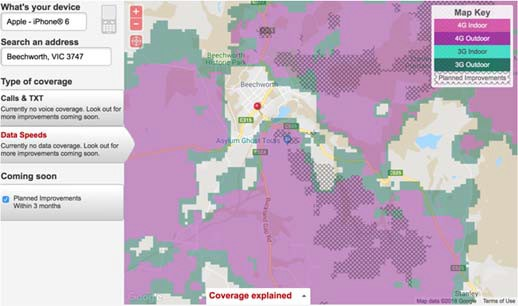 What's your device
Apple - iPhone® 6
Search an address
Beechworth, VIC 3747
Type of coverage
Calls & TXT
Currently no voice coverage. Look out for
more improvements coming soon.
Data Speeds
Currently no data coverage. Look out for
more improvements coming soon.
Coming soon
Planned Improvements
Within 3 months
+
−
Beechworth
Historic Park
Beechworth
C315
Asylum Ghost Tours
C531
C524
C525
Stanley
Map Key
4G Indoor
4G Outdoor
3G Indoor
3G Outdoor
Planned Improvements
Coverage explained
Map data ©2018 Google
Terms of Use